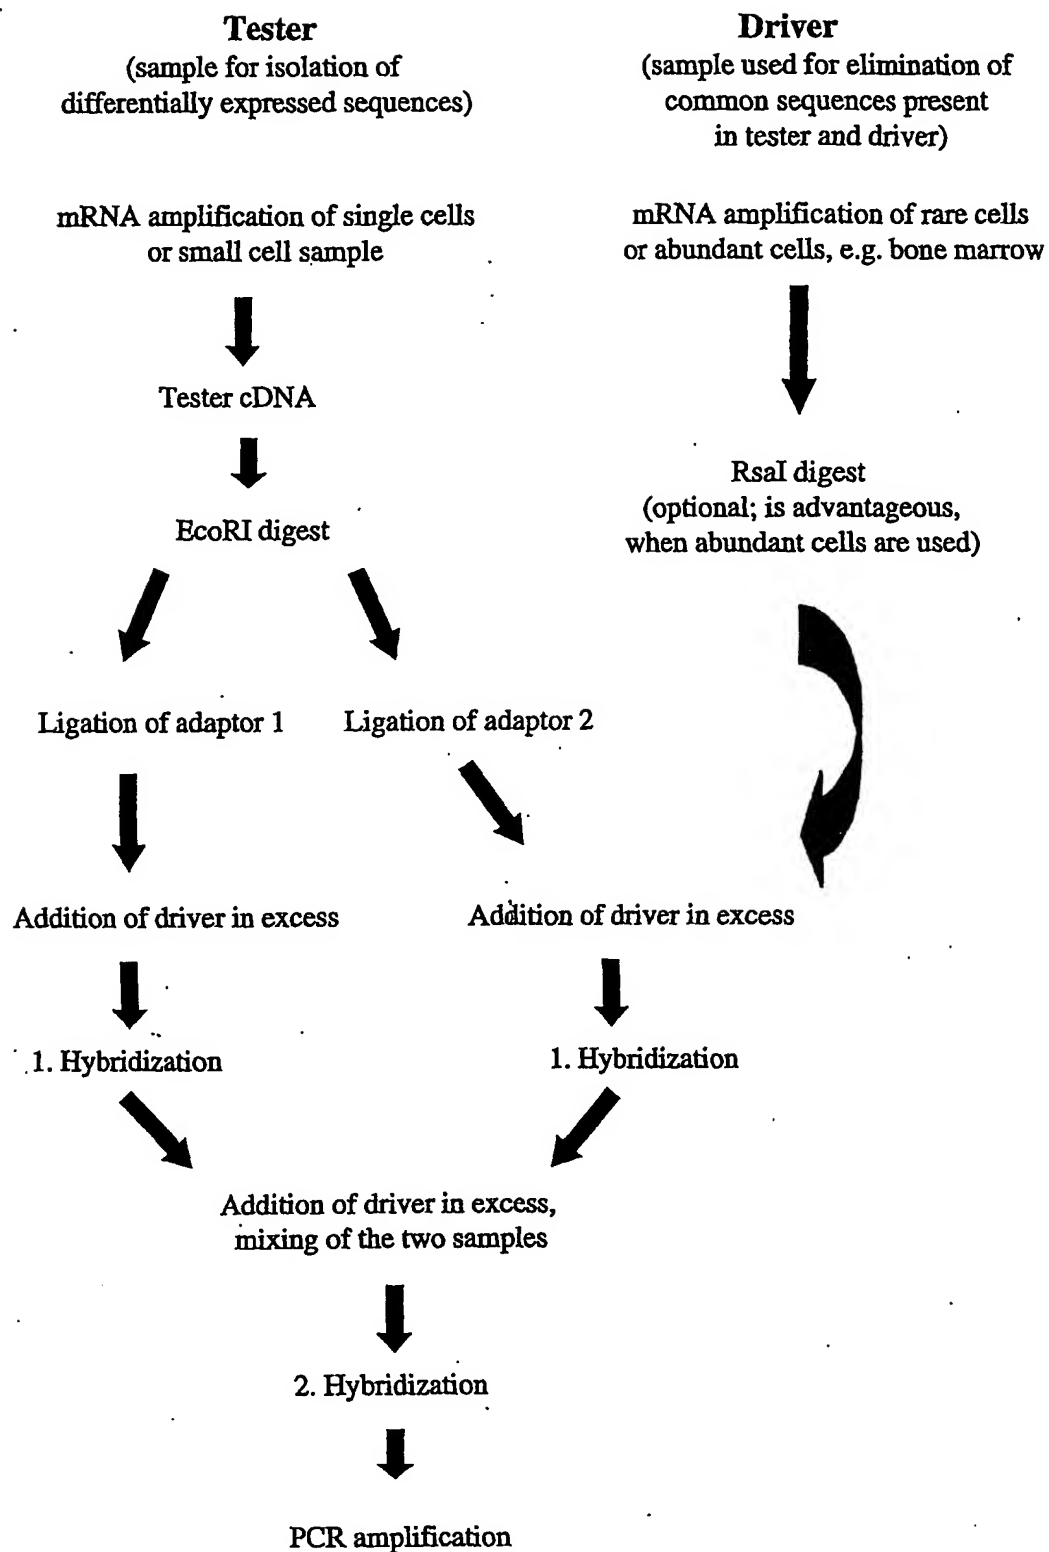 Tester
(sample for isolation of
differentially expressed sequences)
Driver
(sample used for elimination of
common sequences present
in tester and driver)
mRNA amplification of single cells
or small cell sample
mRNA amplification of rare cells
or abundant cells, e.g. bone marrow
Tester cDNA
EcoRI digest
RsaI digest
(optional; is advantageous,
when abundant cells are used)
Ligation of adaptor 1
Ligation of adaptor 2
Addition of driver in excess
Addition of driver in excess
1. Hybridization
1. Hybridization
Addition of driver in excess,
mixing of the two samples
2. Hybridization
PCR amplification